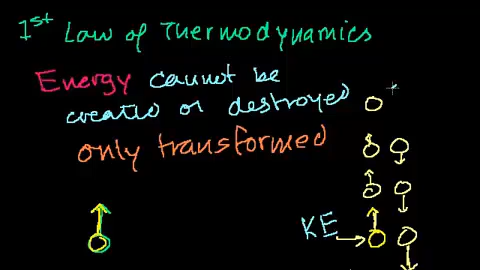 1st Law of Thermodynamics
Energy cannot be
created or destroyed
only transformed
KE